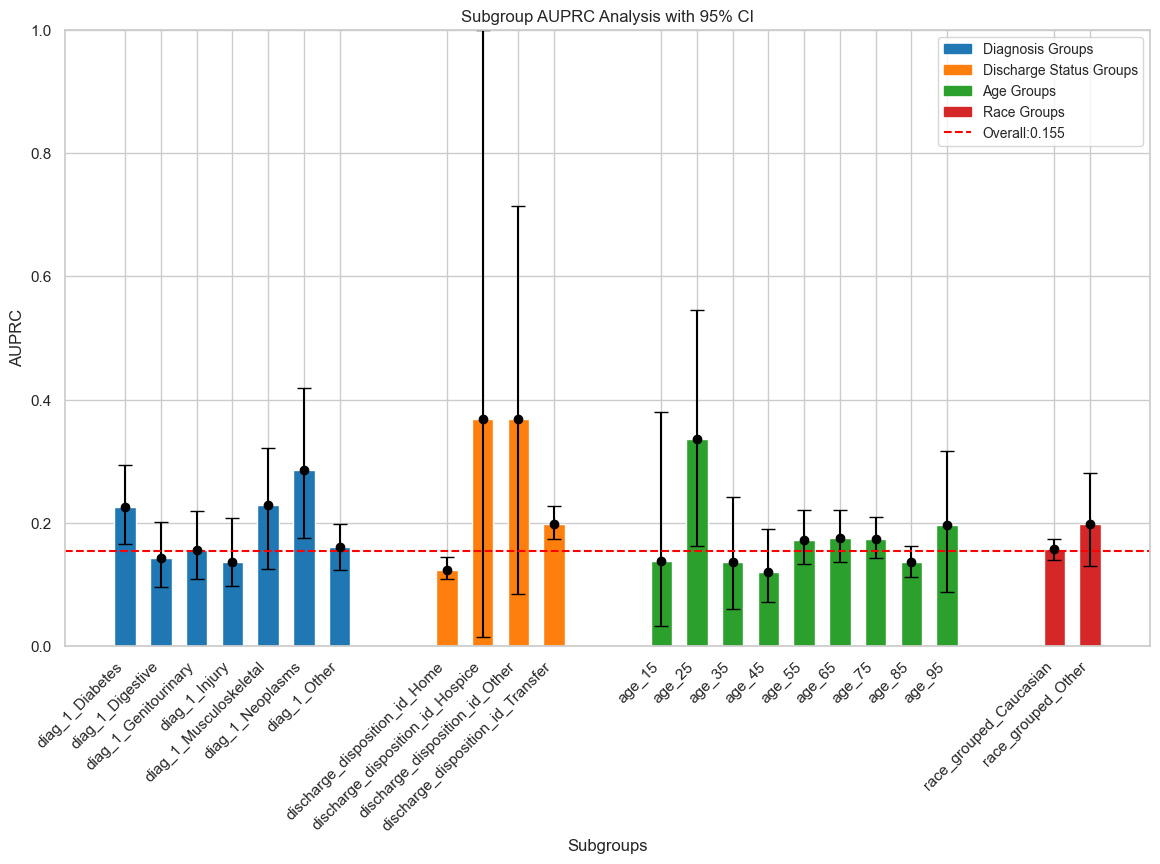 Subgroup AUPRC Analysis with 95% CI
Diagnosis Groups
Discharge Status Groups
Age Groups
Race Groups
Overall:0.155
AUPRC
1.0
0.8
0.6
0.4
0.2
0.0
diag_1_Diabetes
diag_1_Digestive
diag_1_Genitourinary
diag_1_Injury
diag_1_Musculoskeletal
diag_1_Neoplasms
diag_1_Other
discharge_disposition_id_Home
discharge_disposition_id_Hospice
discharge_disposition_id_Other
discharge_disposition_id_Transfer
age_15
age_25
age_35
age_45
age_55
age_65
age_75
age_85
age_95
race_grouped_Caucasian
race_grouped_Other
Subgroups